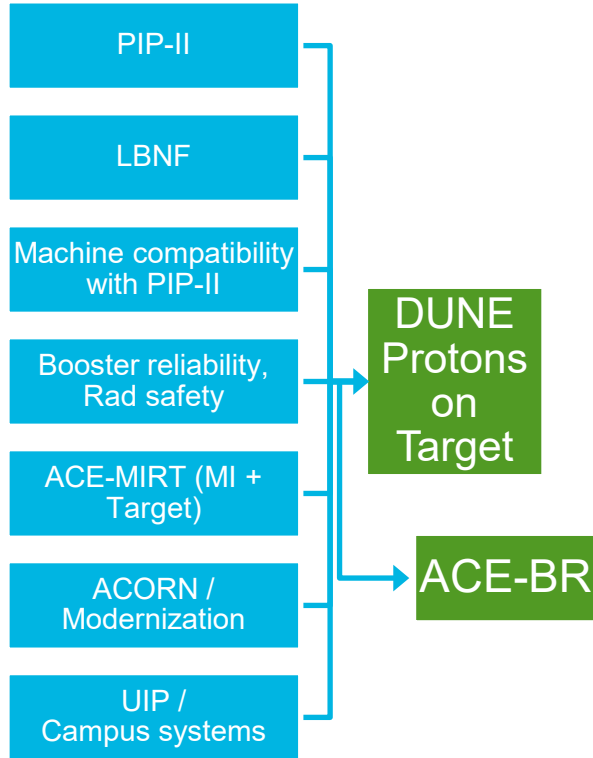 PIP-II
LBNF
Machine compatibility
with PIP-II
Booster reliability,
Rad safety
ACE-MIRT (MI +
Target)
ACORN /
Modernization
UIP /
Campus systems
DUNE
Protons
on
Target
ACE-BR